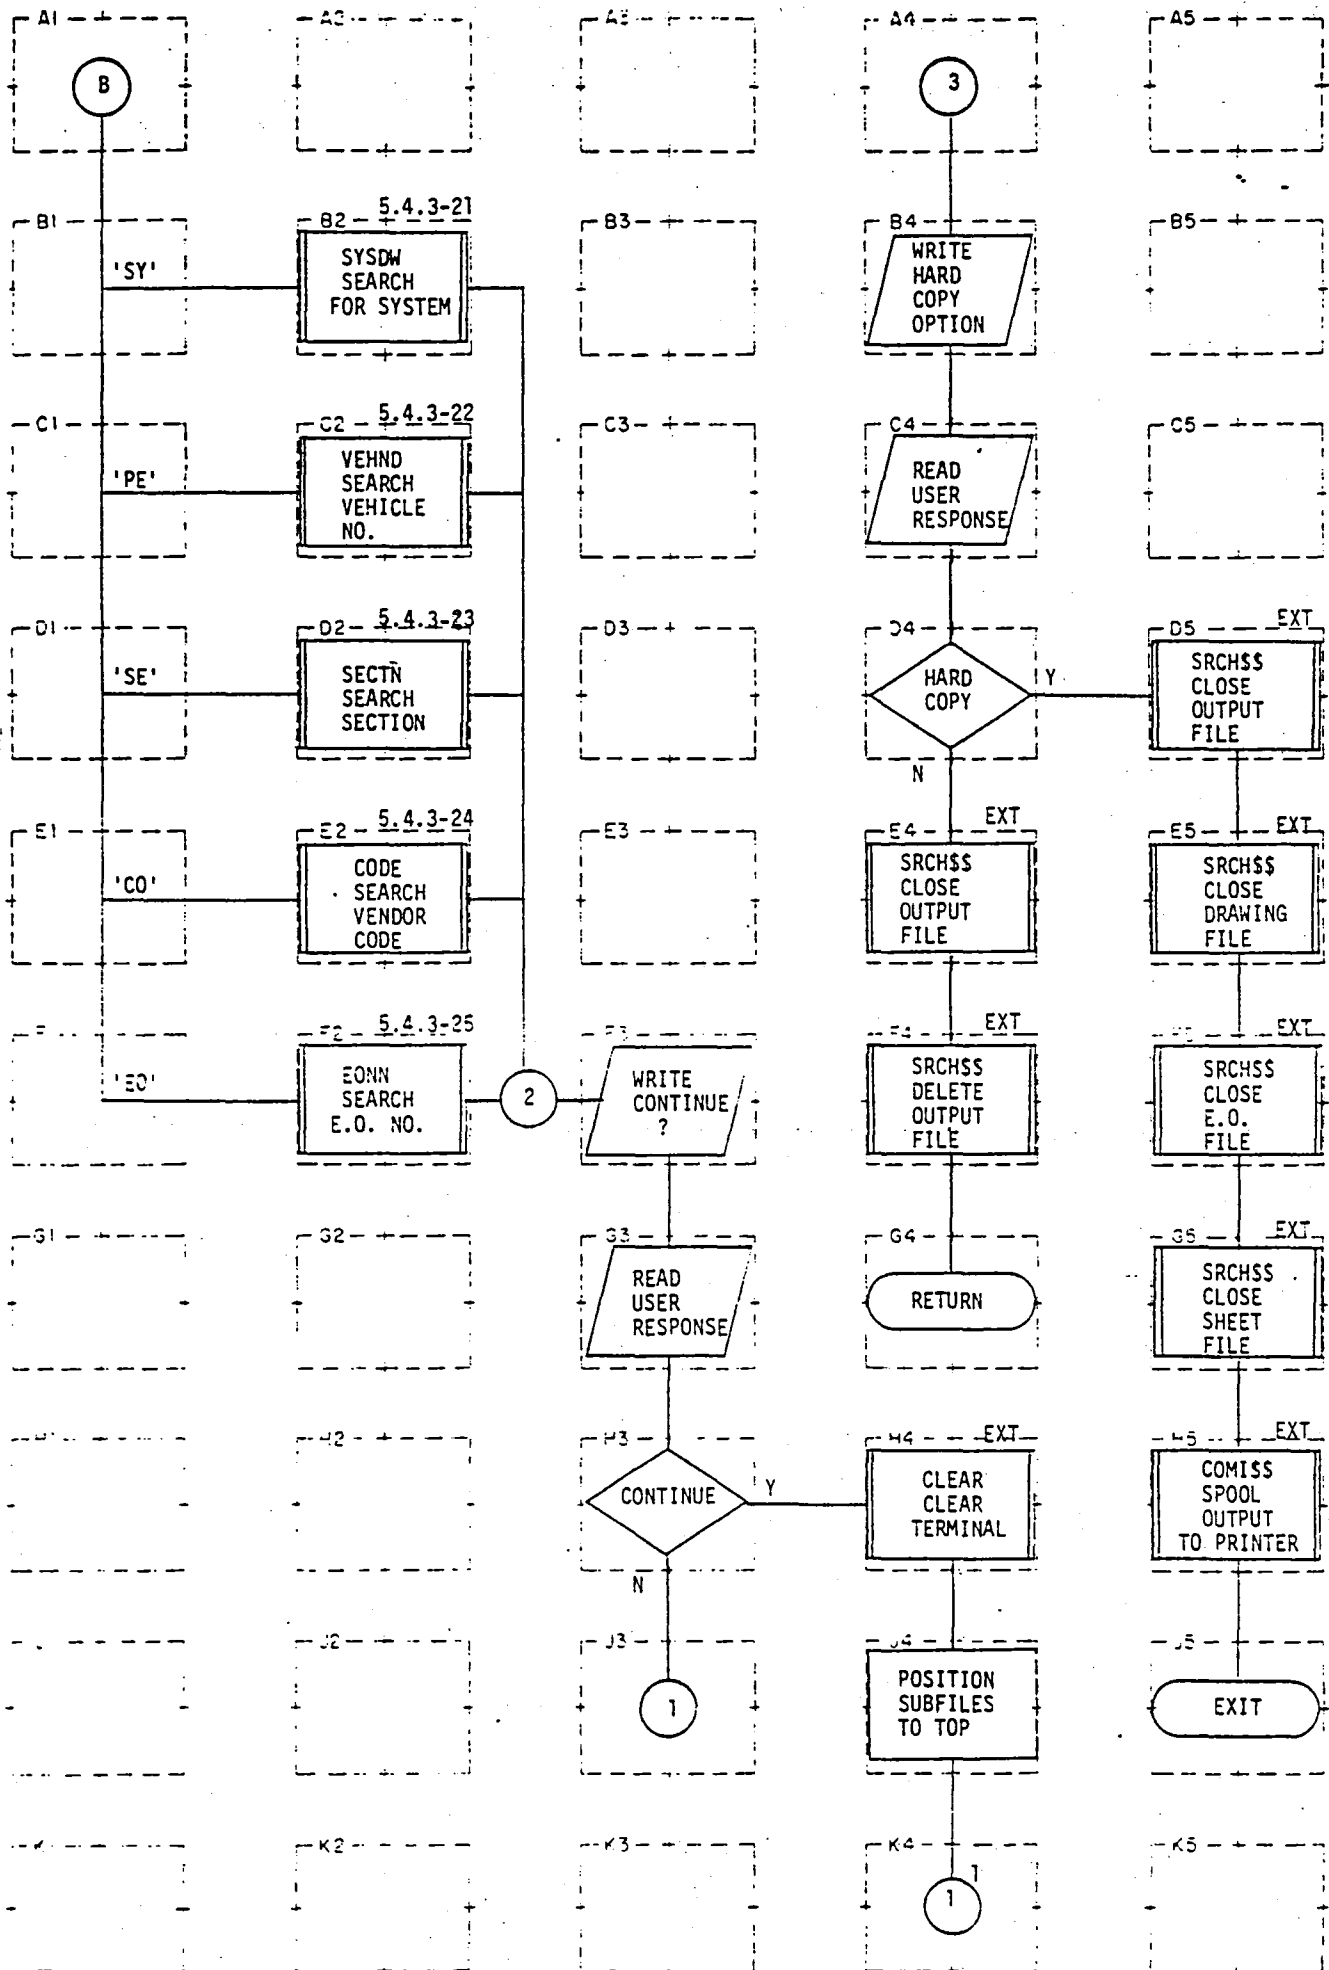 A1
A2
A3
A4
A5
B
3
B1
5.4.3-21
B2
B3
B4
B5
'SY'
SYSDW
SEARCH
FOR SYSTEM
WRITE
HARD
COPY
OPTION
C1
5.4.3-22
C2
C3
C4
C5
'PE'
VEHND
SEARCH
VEHICLE
NO.
READ
USER
RESPONSE
D1
5.4.3-23
D2
D3
D4
D5
EXT
'SE'
SECTN
SEARCH
SECTION
HARD
COPY
Y
N
SRCH$$
CLOSE
OUTPUT
FILE
E1
5.4.3-24
E2
E3
E4
EXT
E5
EXT
'CO'
CODE
SEARCH
VENDOR
CODE
SRCH$$
CLOSE
OUTPUT
FILE
SRCH$$
CLOSE
DRAWING
FILE
5.4.3-25
F2
F3
F4
EXT
EXT
'EO'
EONN
SEARCH
E.O. NO.
2
WRITE
CONTINUE
?
SRCH$$
DELETE
OUTPUT
FILE
SRCH$$
CLOSE
E.O.
FILE
G1
G2
G3
G4
G5
EXT
READ
USER
RESPONSE
RETURN
SRCH$$
CLOSE
SHEET
FILE
H2
H3
H4
EXT
H5
EXT
CONTINUE
Y
N
CLEAR
CLEAR
TERMINAL
COMI$$
SPOOL
OUTPUT
TO PRINTER
J2
J3
J4
J5
1
POSITION
SUBFILES
TO TOP
EXIT
K
K2
K3
K4
K5
1
1